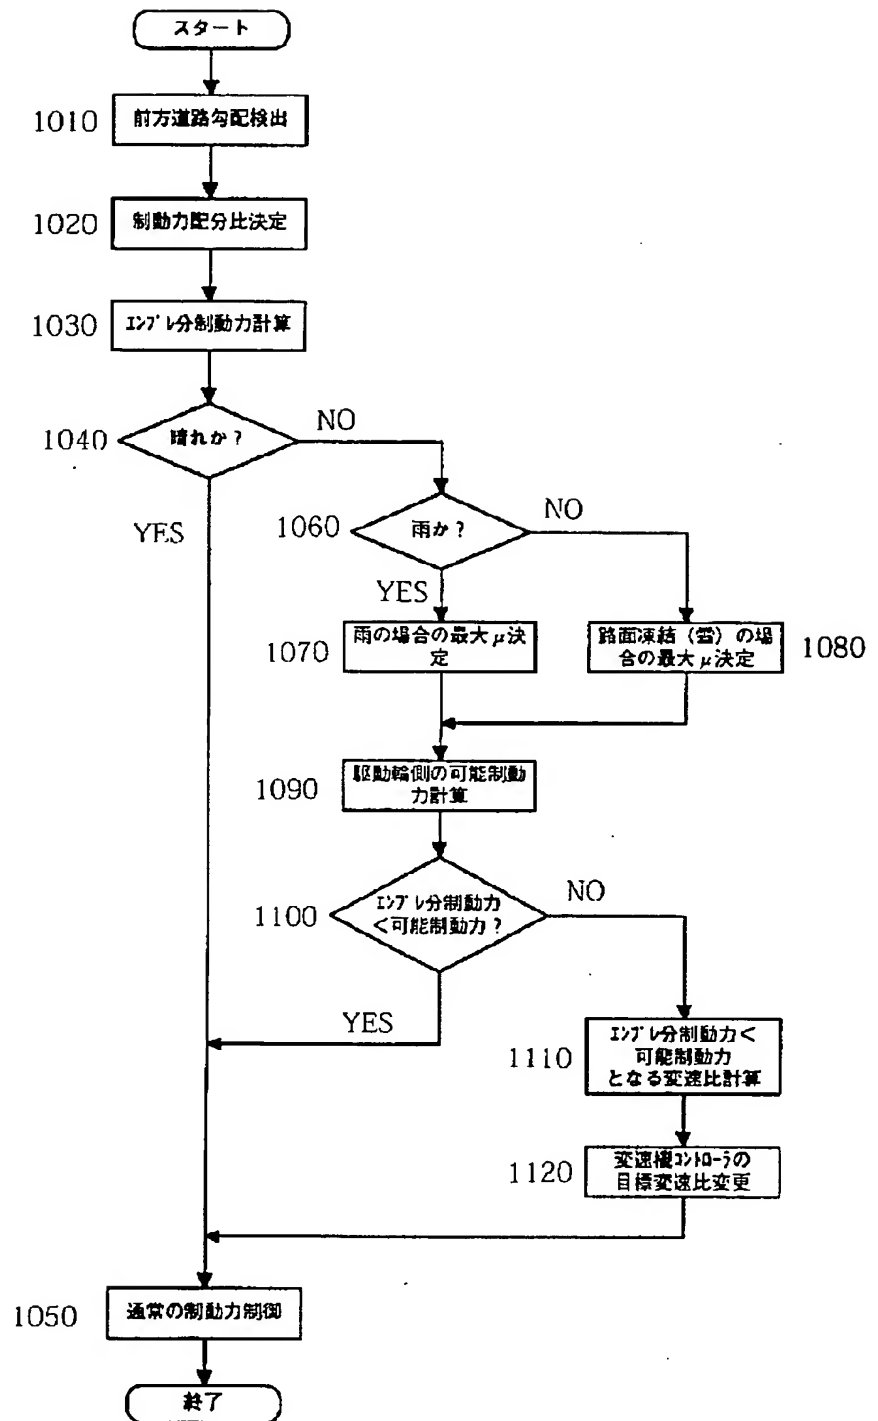 スタート
1010
前方道路勾配検出
1020
制動力配分比決定
1030
エンブレ分制動力計算
1040
晴れか?
NO
YES
1060
雨か?
NO
YES
1070
雨の場合の最大μ決
定
路面凍結(雪)の場
合の最大μ決定
1080
1090
駆動輪側の可能制動
力計算
1100
エンブレ分制動力
<可能制動力?
NO
YES
1110
エンブレ分制動力<
可能制動力
となる変速比計算
1120
変速機コントローラの
目標変速比変更
1050
通常の制動力制御
終了